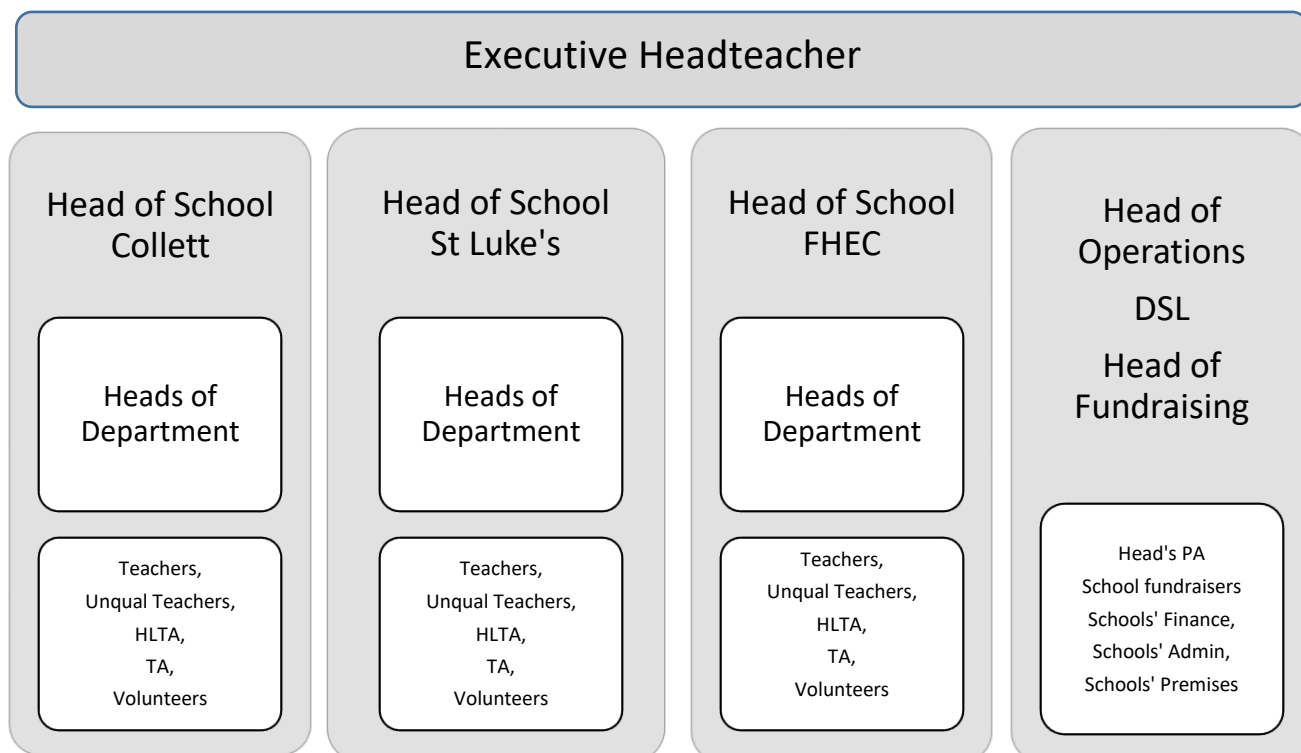 Executive Headteacher
Head of School
Collett
Heads of
Department
Teachers,
Unqual Teachers,
HLTA,
TA,
Volunteers
Head of School
St Luke's
Heads of
Department
Teachers,
Unqual Teachers,
HLTA,
TA,
Volunteers
Head of School
FHEC
Heads of
Department
Teachers,
Unqual Teachers,
HLTA,
TA,
Volunteers
Head of
Operations
DSL
Head of
Fundraising
Head's PA
School fundraisers
Schools' Finance,
Schools' Admin,
Schools' Premises